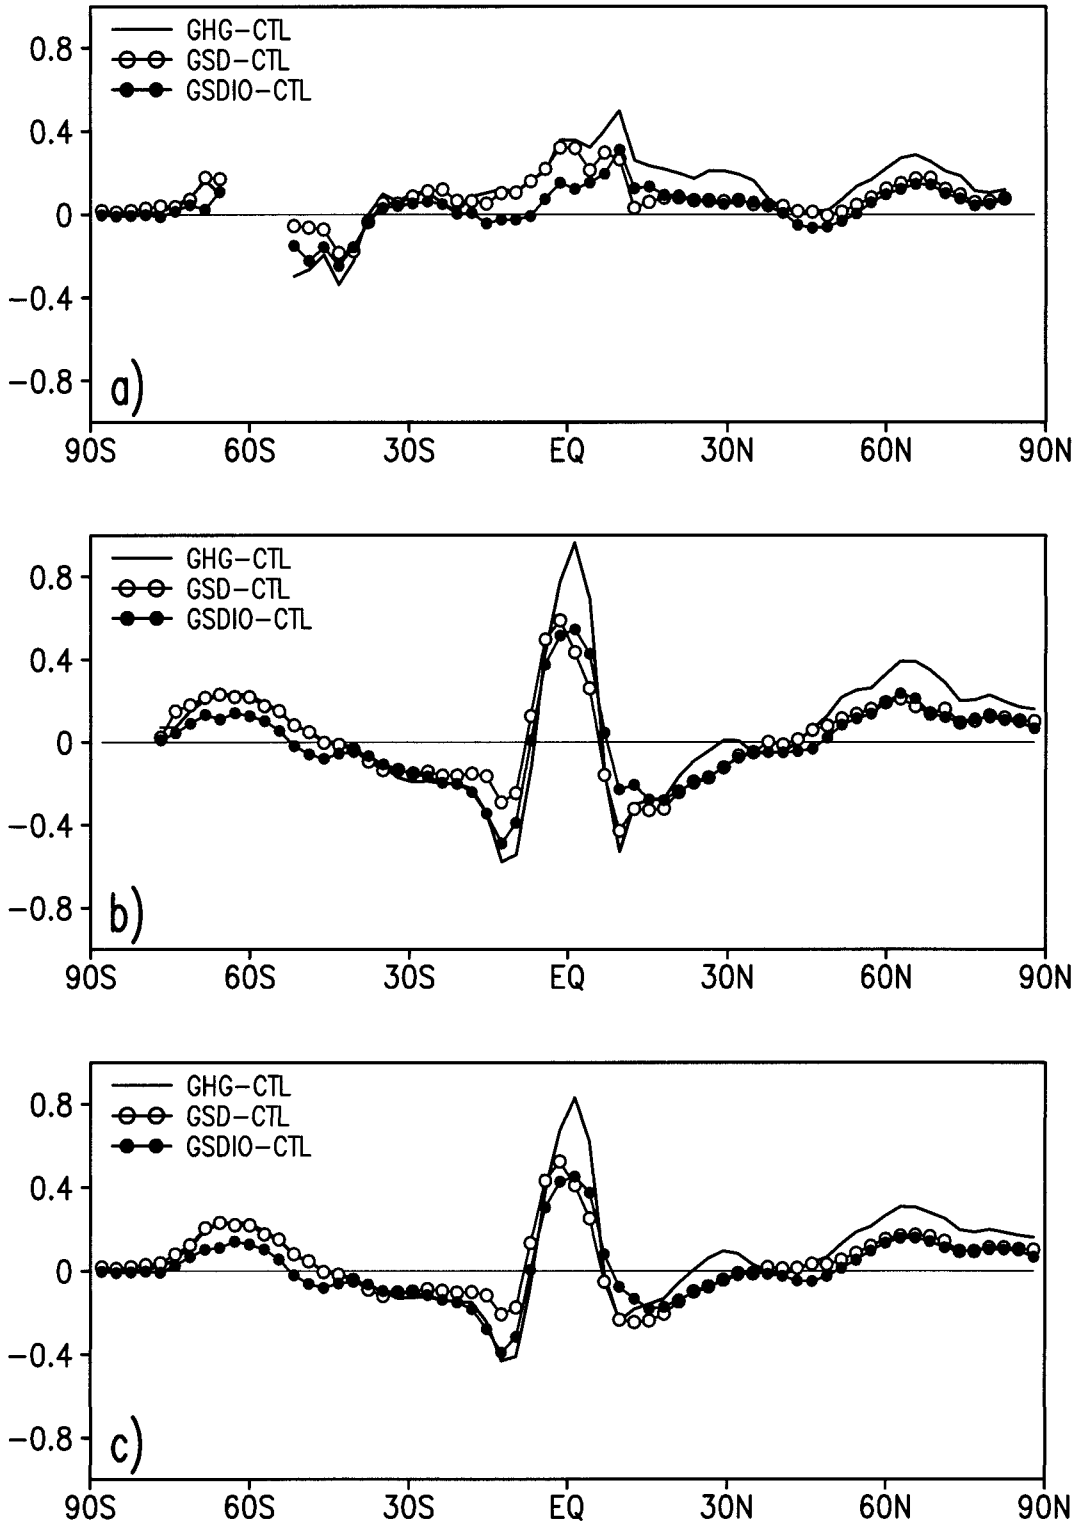 GHG-CTL
GSD-CTL
GSDIO-CTL
0.8
0.4
0
-0.4
-0.8
a)
90S 60S 30S EQ 30N 60N 90N
GHG-CTL
GSD-CTL
GSDIO-CTL
0.8
0.4
0
-0.4
-0.8
b)
90S 60S 30S EQ 30N 60N 90N
GHG-CTL
GSD-CTL
GSDIO-CTL
0.8
0.4
0
-0.4
-0.8
c)
90S 60S 30S EQ 30N 60N 90N